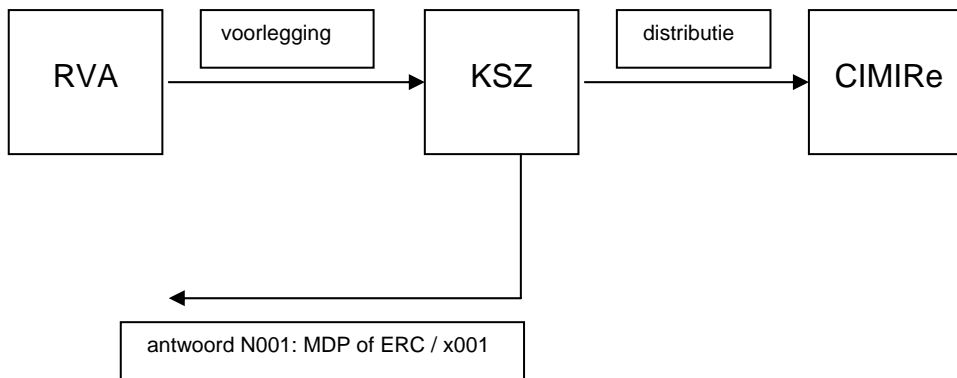 voorlegging
distributie
RVA
KSZ
CIMIRe
antwoord N001: MDP of ERC / x001